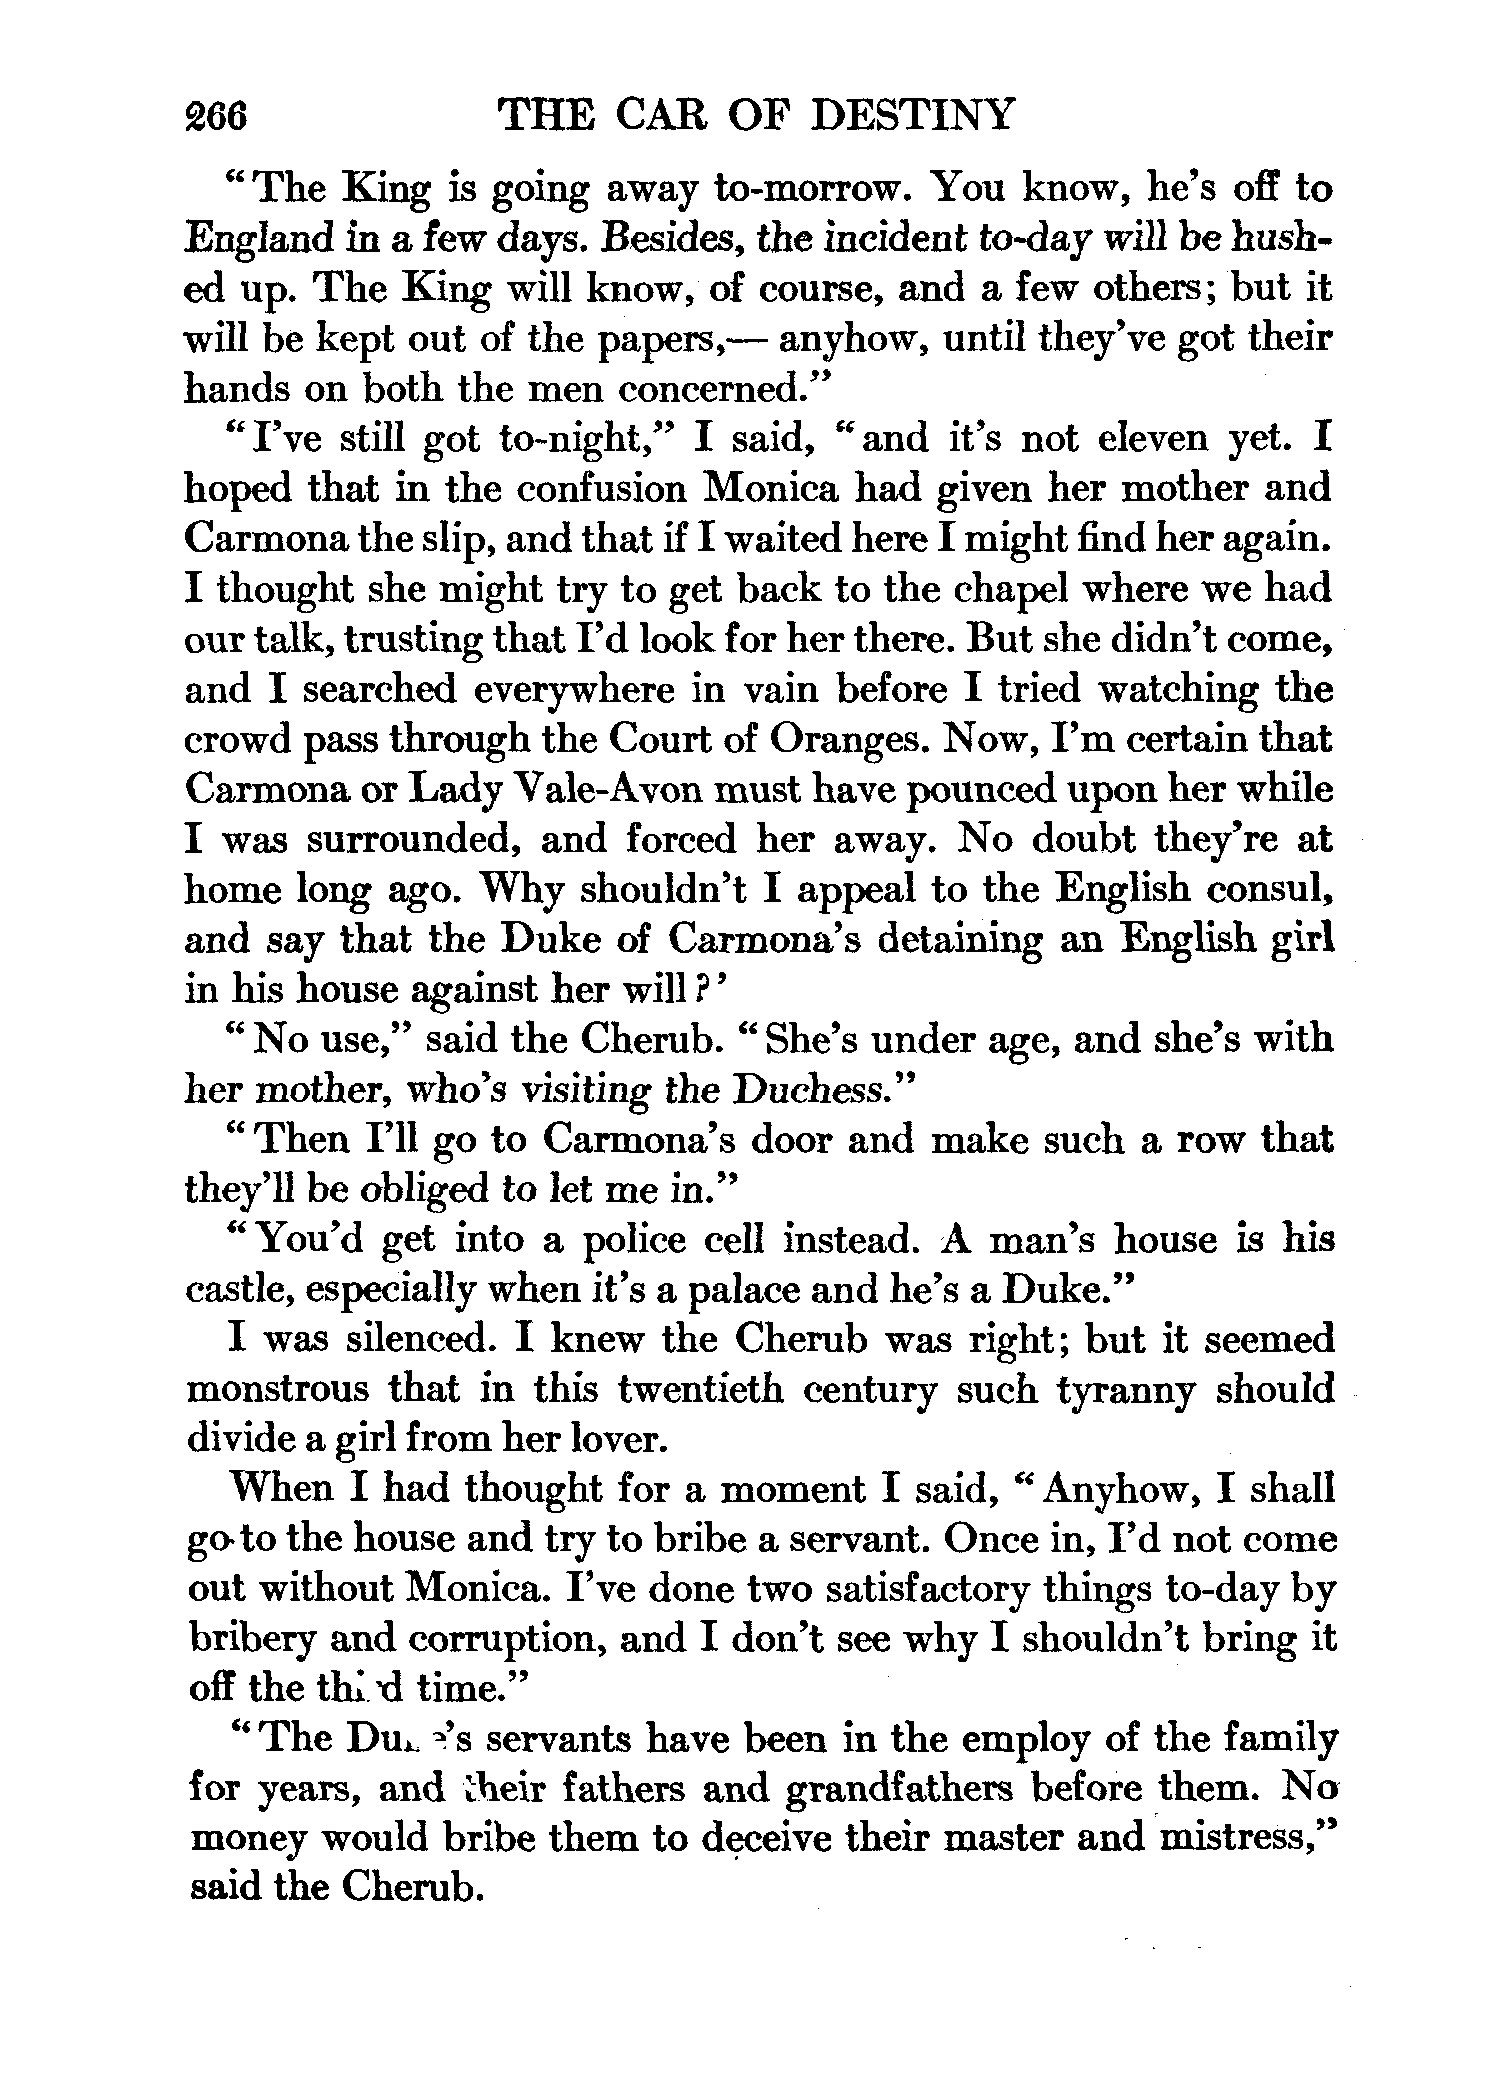 266 THE CAR OF DESTINY
"The King is going away to-morrow. You know, he's off to
England in a few days. Besides, the incident to-day will be hush-
ed up. The King will know, of course, and a few others; but it
will be kept out of the papers,— anyhow, until they've got their
hands on both the men concerned."
"I've still got to-night," I said, "and it's not eleven yet. I
hoped that in the confusion Monica had given her mother and
Carmona the slip, and that if I waited here I might find her again.
I thought she might try to get back to the chapel where we had
our talk, trusting that I'd look for her there. But she didn't come,
and I searched everywhere in vain before I tried watching the
crowd pass through the Court of Oranges. Now, I'm certain that
Carmona or Lady Vale-Avon must have pounced upon her while
I was surrounded, and forced her away. No doubt they're at
home long ago. Why shouldn't I appeal to the English consul,
and say that the Duke of Carmona's detaining an English girl
in his house against her will?'
"No use," said the Cherub. "She's under age, and she's with
her mother, who's visiting the Duchess."
"Then I'll go to Carmona's door and make such a row that
they'll be obliged to let me in."
"You'd get into a police cell instead. A man's house is his
castle, especially when it's a palace and he's a Duke."
I was silenced. I knew the Cherub was right; but it seemed
monstrous that in this twentieth century such tyranny should
divide a girl from her lover.
When I had thought for a moment I said, "Anyhow, I shall
go to the house and try to bribe a servant. Once in, I'd not come
out without Monica. I've done two satisfactory things to-day by
bribery and corruption, and I don't see why I shouldn't bring it
off the third time."
"The Duke's servants have been in the employ of the family
for years, and their fathers and grandfathers before them. No
money would bribe them to deceive their master and mistress,"
said the Cherub.